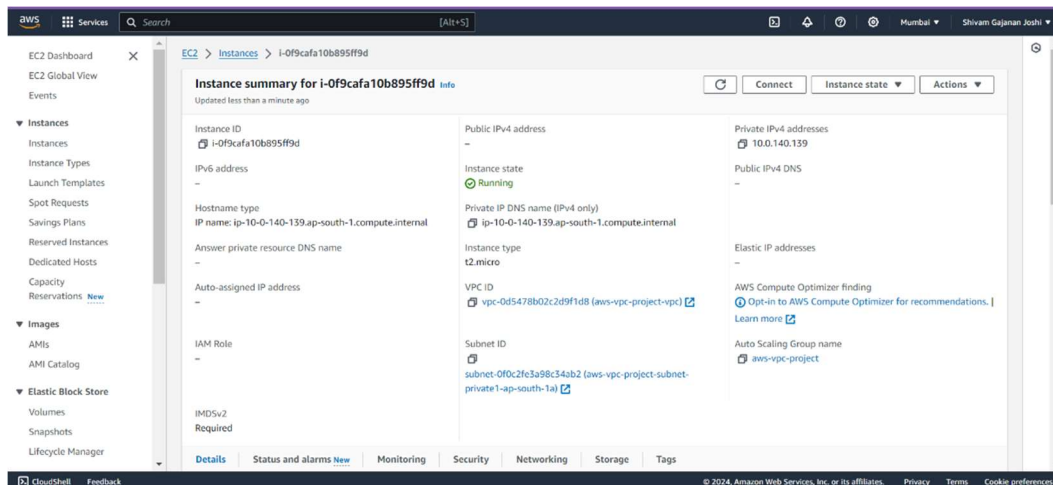 aws
Services
Search
[Alt+S]
Mumbai
Shivam Gajanan Joshi
EC2 Dashboard
EC2 Global View
Events
Instances
Instances
Instance Types
Launch Templates
Spot Requests
Savings Plans
Reserved Instances
Dedicated Hosts
Capacity
Reservations New
Images
AMIs
AMI Catalog
Elastic Block Store
Volumes
Snapshots
Lifecycle Manager
EC2 > Instances > i-0f9cafa10b895ff9d
Instance summary for i-0f9cafa10b895ff9d Info
Updated less than a minute ago
Connect
Instance state
Actions
Instance ID
i-0f9cafa10b895ff9d
Public IPv4 address
–
Private IPv4 addresses
10.0.140.139
IPv6 address
–
Instance state
Running
Public IPv4 DNS
–
Hostname type
IP name: ip-10-0-140-139.ap-south-1.compute.internal
Private IP DNS name (IPv4 only)
ip-10-0-140-139.ap-south-1.compute.internal
Answer private resource DNS name
–
Instance type
t2.micro
Elastic IP addresses
–
Auto-assigned IP address
–
VPC ID
vpc-0d5478b02c2d9f1d8 (aws-vpc-project-vpc)
AWS Compute Optimizer finding
Opt-in to AWS Compute Optimizer for recommendations. |
Learn more
IAM Role
–
Subnet ID
subnet-0f0c2fe3a98c34ab2 (aws-vpc-project-subnet-
private1-ap-south-1a)
Auto Scaling Group name
aws-vpc-project
IMDSv2
Required
Details
Status and alarms New
Monitoring
Security
Networking
Storage
Tags
CloudShell
Feedback
© 2024, Amazon Web Services, Inc. or its affiliates.
Privacy
Terms
Cookie preferences